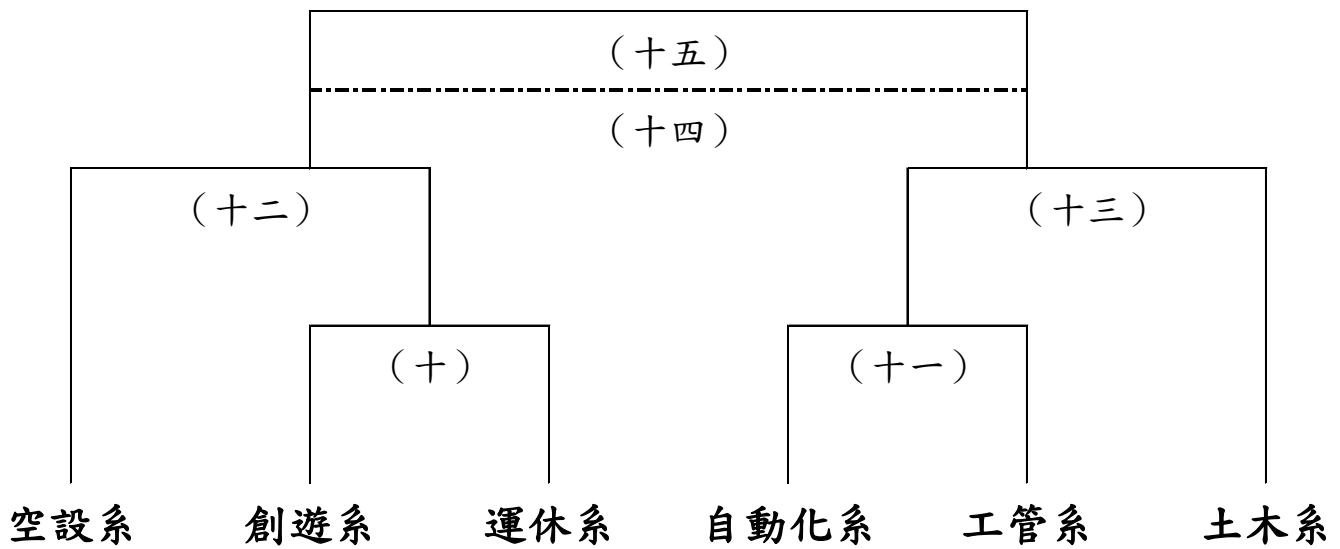 （十五）
（十四）
（十二）
（十三）
（十）
（十一）
空設系
創遊系
運休系
自動化系
工管系
土木系